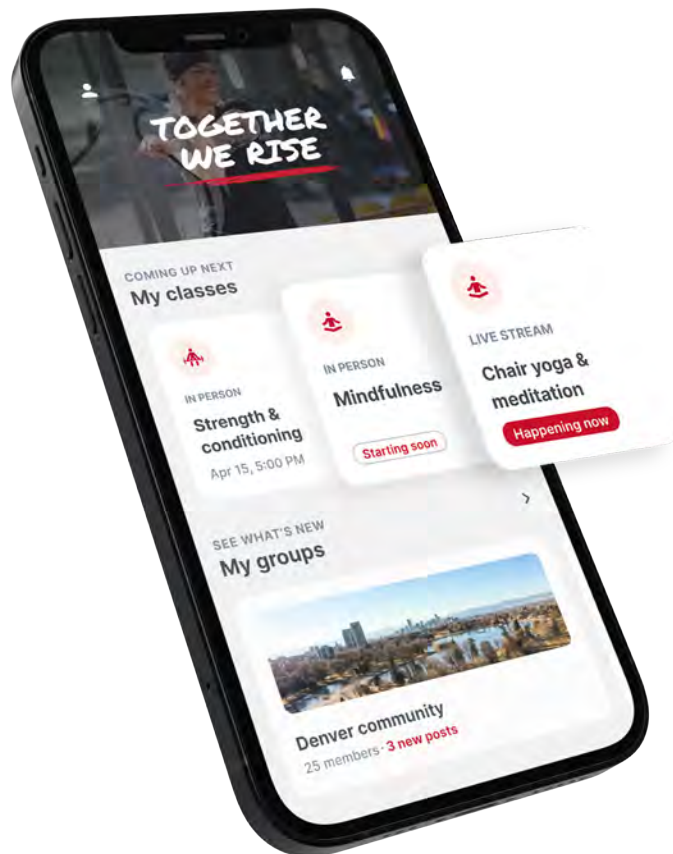 TOGETHER
WE RISE
COMING UP NEXT
My classes
IN PERSON
Strength &
conditioning
Apr 15, 5:00 PM
IN PERSON
Mindfulness
Starting soon
LIVE STREAM
Chair yoga &
meditation
Happening now
SEE WHAT'S NEW
My groups
Denver community
25 members · 3 new posts